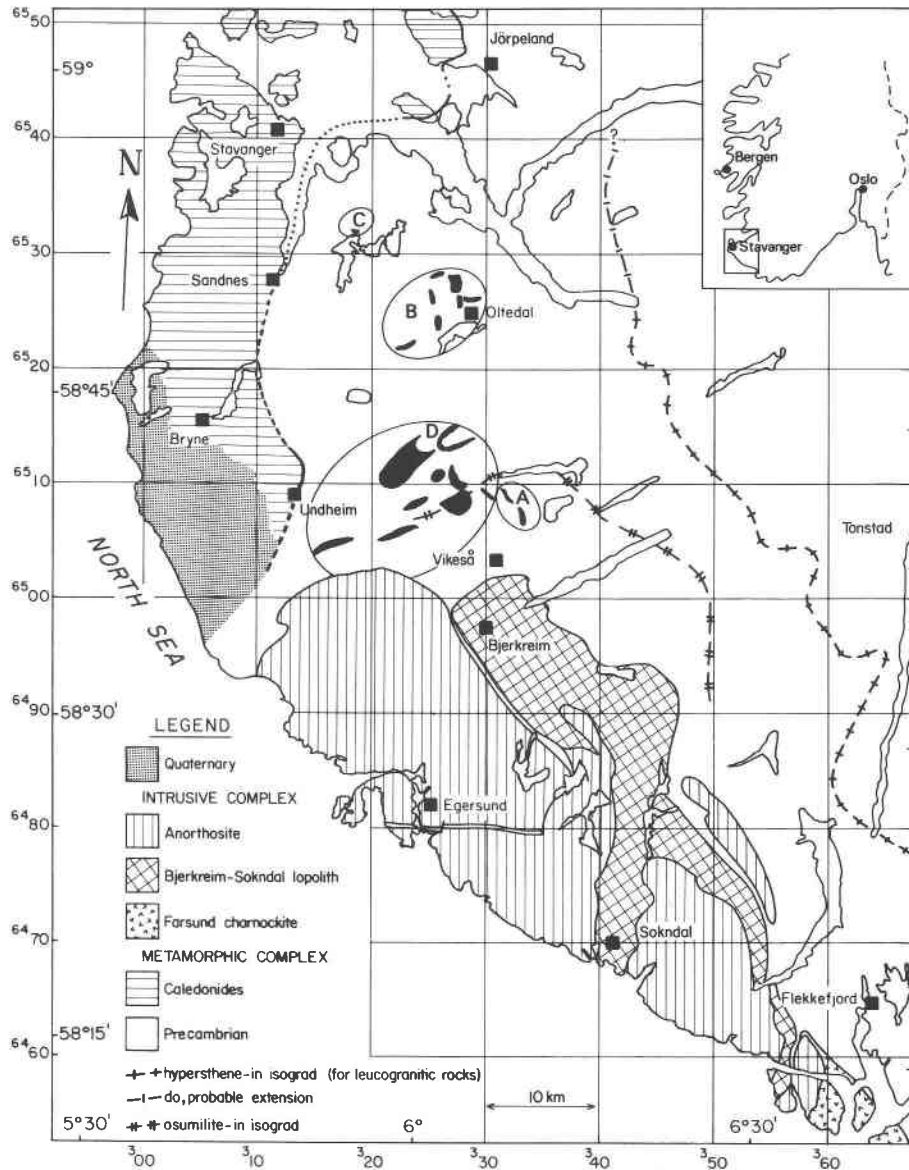 65 50
59°
65 40
65 30
65 20
58°45'
65 10
65 00
64 90
58°30'
64 80
64 70
58°15'
64 60
5°30'
6°
6°30'
3 00
3 10
3 20
3 30
3 40
3 50
3 60
N
NORTH SEA
Jörpeland
Stavanger
Sandnes
Bryne
Undheim
Oltedal
Vikeså
Bjerkreim
Egersund
Sokndal
Flekkefjord
Tonstad
A
B
C
D
?
Bergen
Oslo
Stavanger
LEGEND
Quaternary
INTRUSIVE COMPLEX
Anorthosite
Bjerkreim-Sokndal lopolith
Farsund charnockite
METAMORPHIC COMPLEX
Caledonides
Precambrian
hypersthene-in isograd (for leucogranitic rocks)
do, probable extension
osumilite-in isograd
10 km